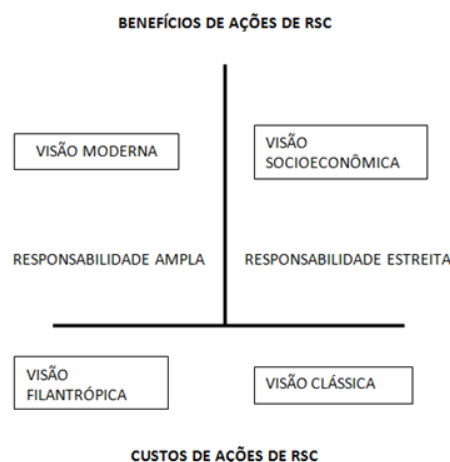 BENEFÍCIOS DE AÇÕES DE RSC
VISÃO MODERNA
VISÃO
SOCIOECONÔMICA
RESPONSABILIDADE AMPLA
RESPONSABILIDADE ESTREITA
VISÃO
FILANTRÓPICA
VISÃO CLÁSSICA
CUSTOS DE AÇÕES DE RSC